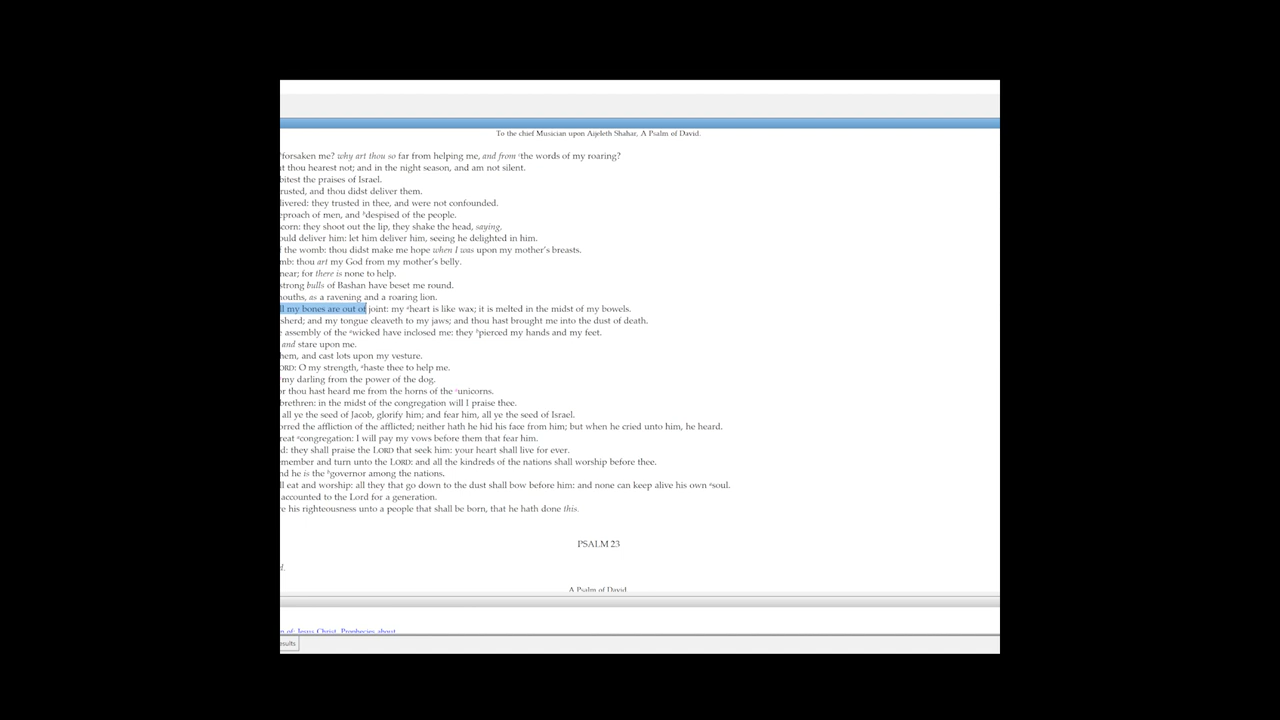 To the chief Musician upon Aijeleth Shahar, A Psalm of David.
forsaken me? why art thou so far from helping me, and from the words of my roaring?
t thou hearest not; and in the night season, and am not silent.
bitest the praises of Israel.
rusted, and thou didst deliver them.
livered: they trusted in thee, and were not confounded.
eproach of men, and despised of the people.
corn: they shoot out the lip, they shake the head, saying,
ould deliver him: let him deliver him, seeing he delighted in him.
f the womb: thou didst make me hope when I was upon my mother's breasts.
mb: thou art my God from my mother's belly.
near; for there is none to help.
strong bulls of Bashan have beset me round.
nouths, as a ravening and a roaring lion.
ll my bones are out of joint: my heart is like wax; it is melted in the midst of my bowels.
sherd; and my tongue cleaveth to my jaws; and thou hast brought me into the dust of death.
e assembly of the wicked have inclosed me: they pierced my hands and my feet.
and stare upon me.
hem, and cast lots upon my vesture.
ORD: O my strength, haste thee to help me.
my darling from the power of the dog.
or thou hast heard me from the horns of the unicorns.
brethren: in the midst of the congregation will I praise thee.
all ye the seed of Jacob, glorify him; and fear him, all ye the seed of Israel.
orred the affliction of the afflicted; neither hath he hid his face from him; but when he cried unto him, he heard.
reat congregation: I will pay my vows before them that fear him.
d: they shall praise the LORD that seek him: your heart shall live for ever.
emember and turn unto the LORD: and all the kindreds of the nations shall worship before thee.
nd he is the governor among the nations.
ll eat and worship: all they that go down to the dust shall bow before him: and none can keep alive his own soul.
accounted to the Lord for a generation.
e his righteousness unto a people that shall be born, that he hath done this.
PSALM 23
d.
A Psalm of David.
n of; Jesus Christ, Prophecies about
esults